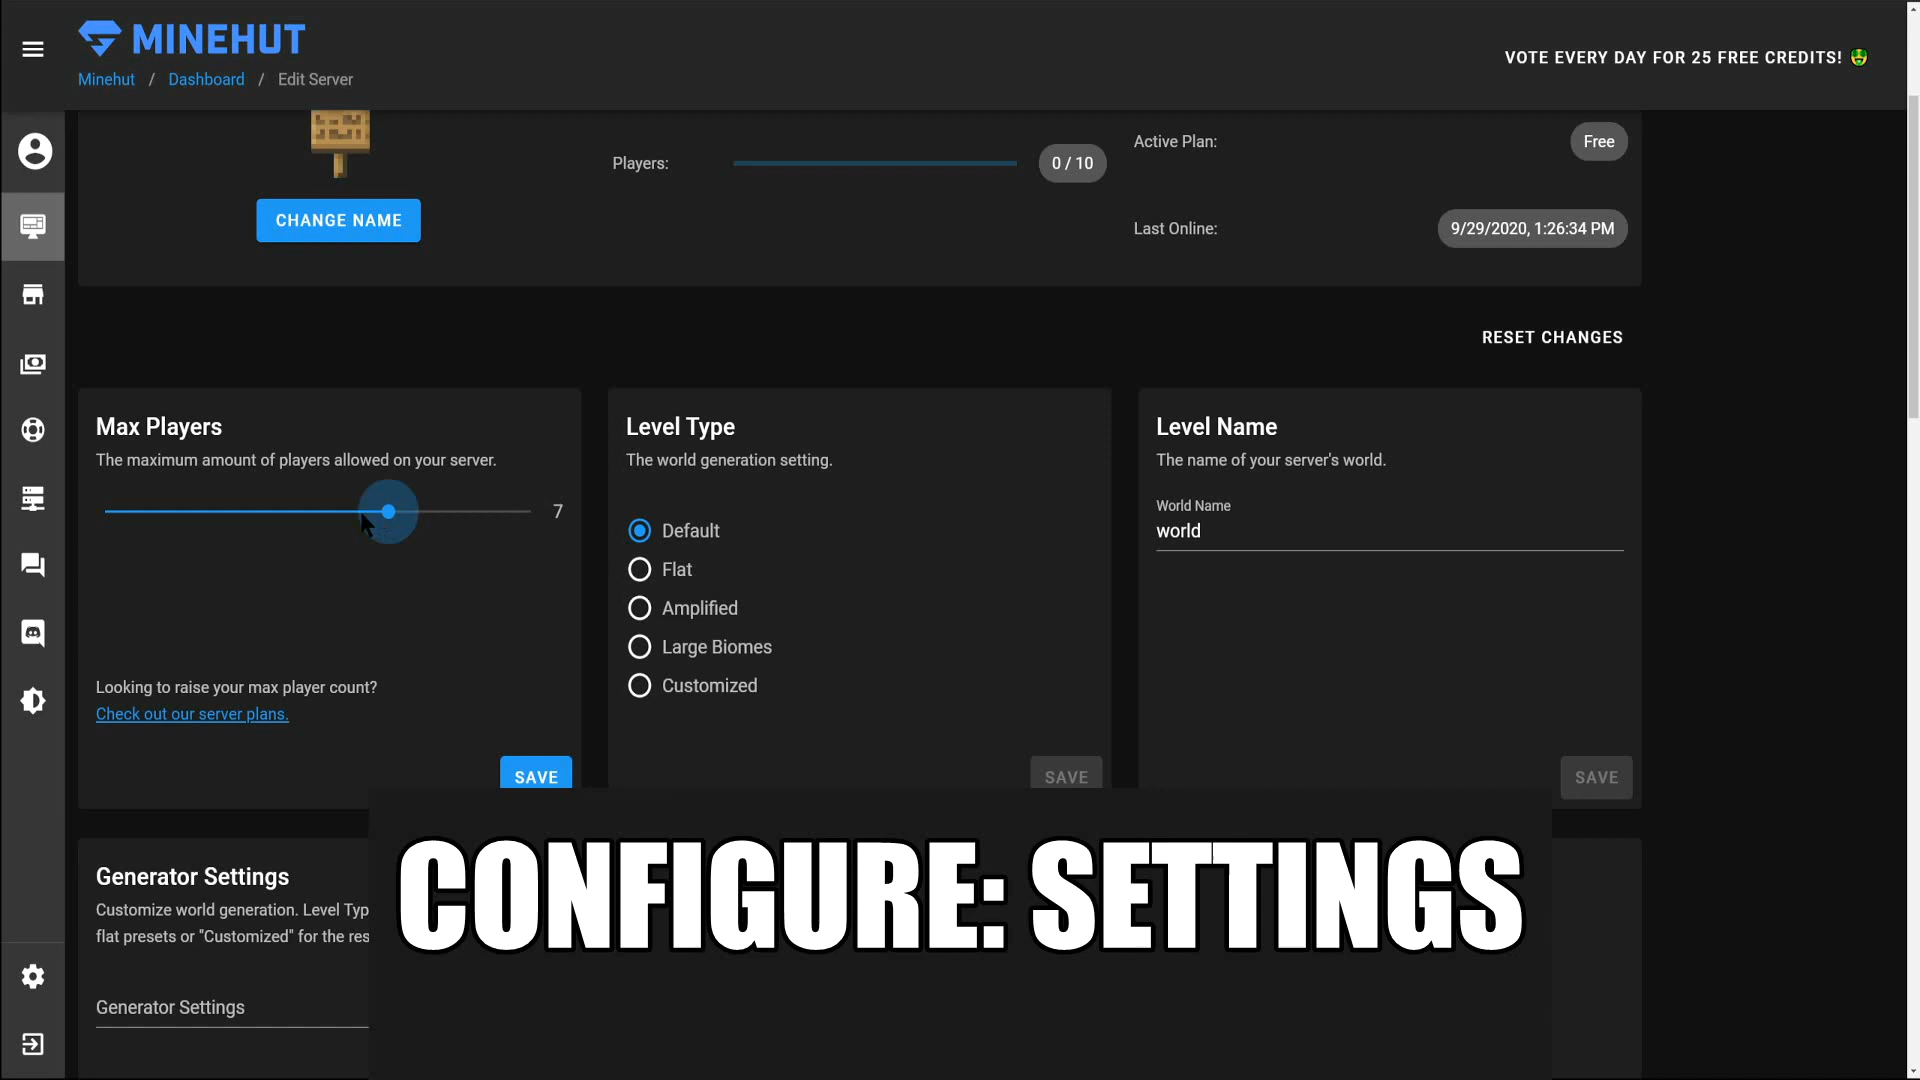 MINEHUT
Minehut / Dashboard / Edit Server
VOTE EVERY DAY FOR 25 FREE CREDITS! 🤑
CHANGE NAME
Players:
0 / 10
Active Plan:
Free
Last Online:
9/29/2020, 1:26:34 PM
RESET CHANGES
Max Players
The maximum amount of players allowed on your server.
7
Looking to raise your max player count?
Check out our server plans.
SAVE
Level Type
The world generation setting.
Default
Flat
Amplified
Large Biomes
Customized
SAVE
Level Name
The name of your server's world.
World Name
world
SAVE
Generator Settings
Customize world generation. Level Typ
flat presets or "Customized" for the res
Generator Settings
CONFIGURE: SETTINGS